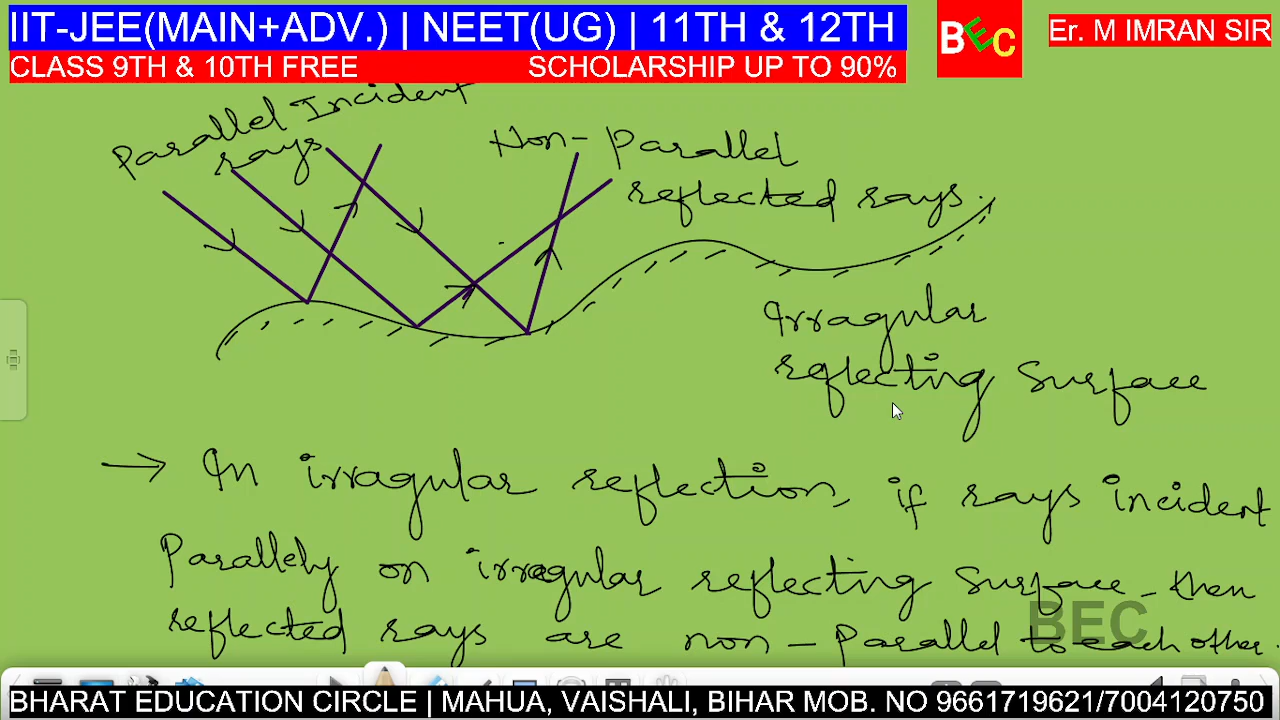 IIT-JEE(MAIN+ADV.) | NEET(UG) | 11TH & 12TH
CLASS 9TH & 10TH FREE SCHOLARSHIP UP TO 90%
BEC
Er. M IMRAN SIR
Parallel Incident
rays
Non-Parallel
reflected rays.
Irragular
reflecting Surface
→ In irragular reflection, if rays incident
Parallely on irragular reflecting Surface, then
reflected rays are non-Parallel to each other.
BEC
BHARAT EDUCATION CIRCLE | MAHUA, VAISHALI, BIHAR MOB. NO 9661719621/7004120750